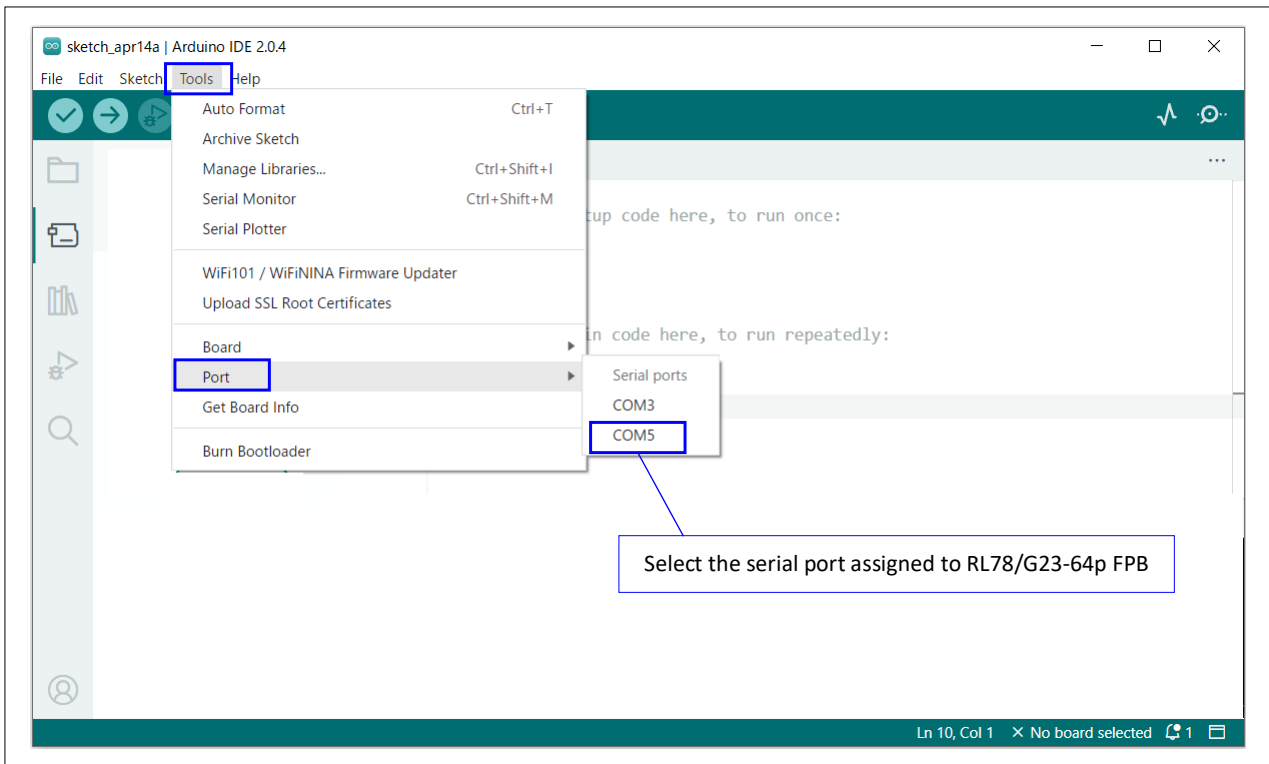 sketch_apr14a | Arduino IDE 2.0.4
File Edit Sketch Tools Help
Auto Format Ctrl+T
Archive Sketch
Manage Libraries... Ctrl+Shift+I
Serial Monitor Ctrl+Shift+M
Serial Plotter
tup code here, to run once:
WiFi101 / WiFiNINA Firmware Updater
Upload SSL Root Certificates
in code here, to run repeatedly:
Board
Port
Serial ports
Get Board Info
COM3
COM5
Burn Bootloader
Select the serial port assigned to RL78/G23-64p FPB
Ln 10, Col 1 × No board selected 1